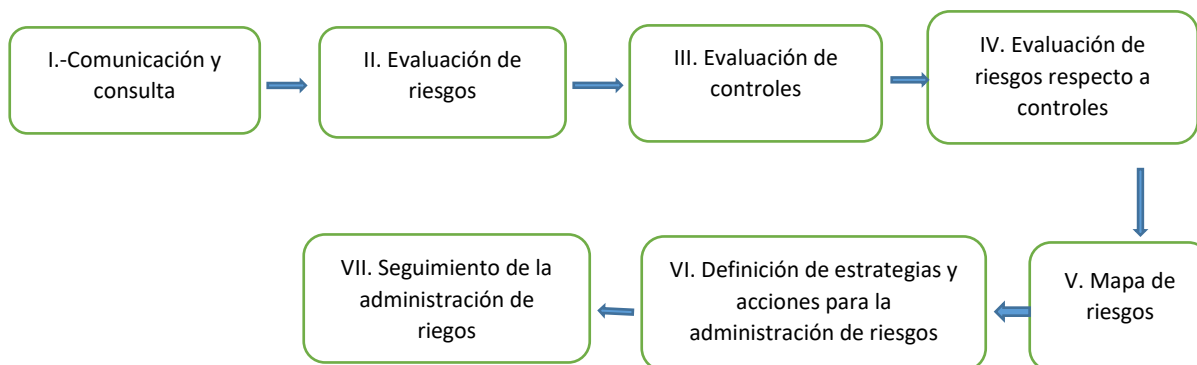 I.-Comunicación y
consulta
II. Evaluación de
riesgos
III. Evaluación de
controles
IV. Evaluación de
riesgos respecto a
controles
V. Mapa de
riesgos
VI. Definición de estrategias y
acciones para la
administración de riesgos
VII. Seguimiento de la
administración de
riegos